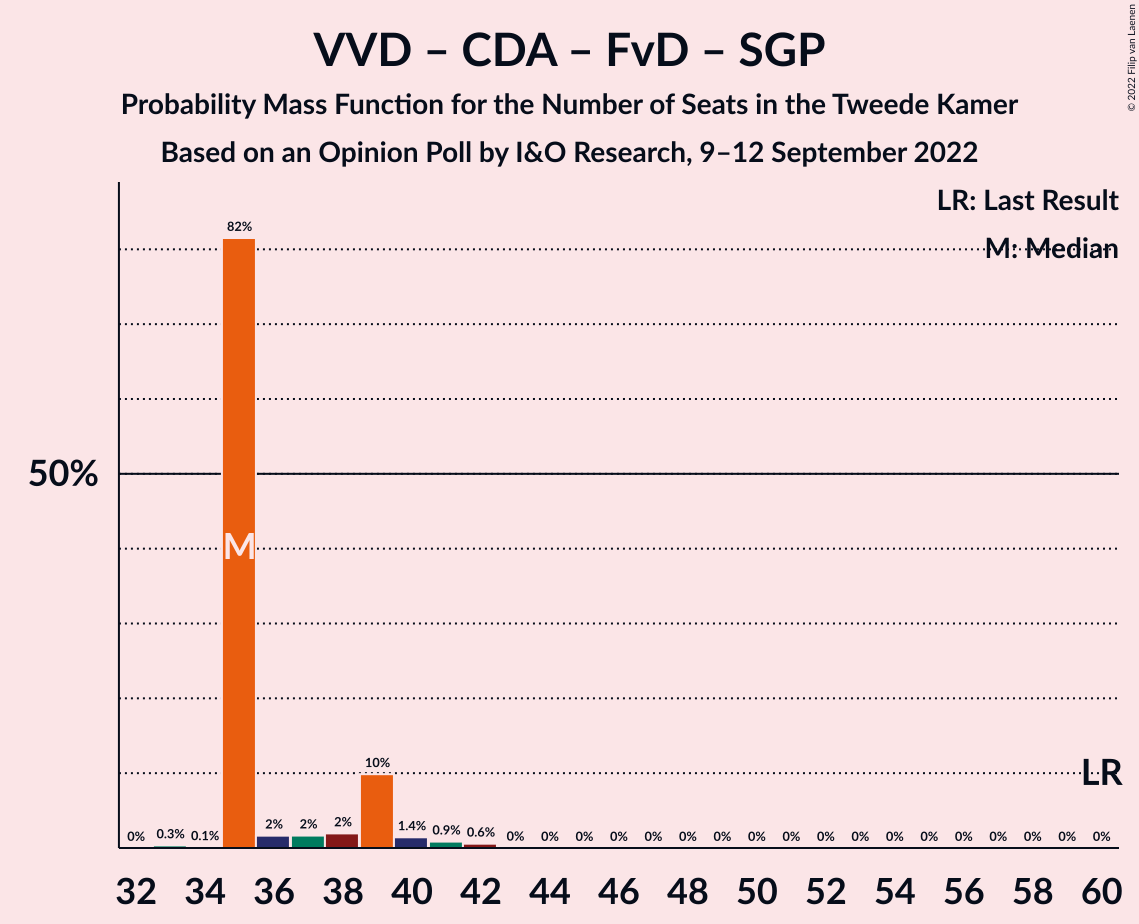 VVD – CDA – FvD – SGP
Probability Mass Function for the Number of Seats in the Tweede Kamer
Based on an Opinion Poll by I&O Research, 9–12 September 2022
© 2022 Filip van Laenen
LR: Last Result
M: Median
50%
0% 0.3% 0.1% 82% 2% 2% 2% 10% 1.4% 0.9% 0.6% 0% 0% 0% 0% 0% 0% 0% 0% 0% 0% 0% 0% 0% 0% 0% 0% 0% 0%
M
LR
32 34 36 38 40 42 44 46 48 50 52 54 56 58 60